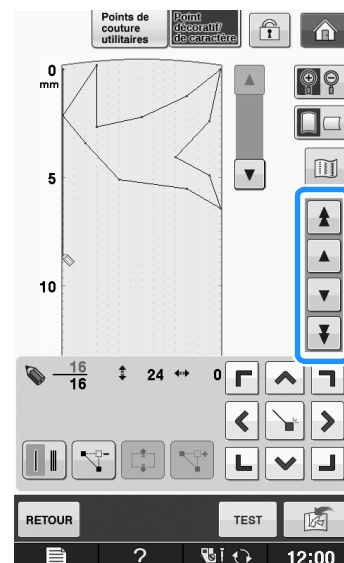 Points de
couture
utilitaires
Point
décoratif/
de caractère
0
mm
5
10
16
16
24
0
RETOUR
TEST
?
12:00